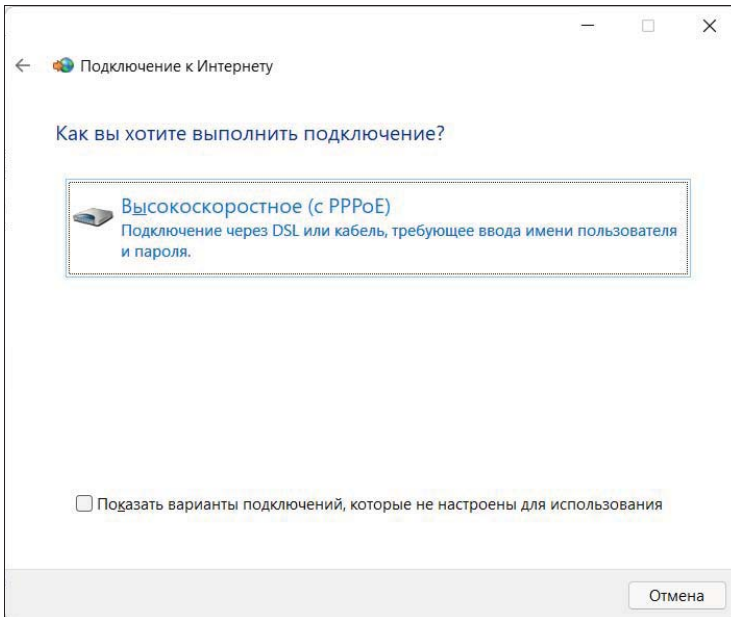 Подключение к Интернету
Как вы хотите выполнить подключение?
Высокоскоростное (с PPPoE)
Подключение через DSL или кабель, требующее ввода имени пользователя
и пароля.
Показать варианты подключений, которые не настроены для использования
Отмена